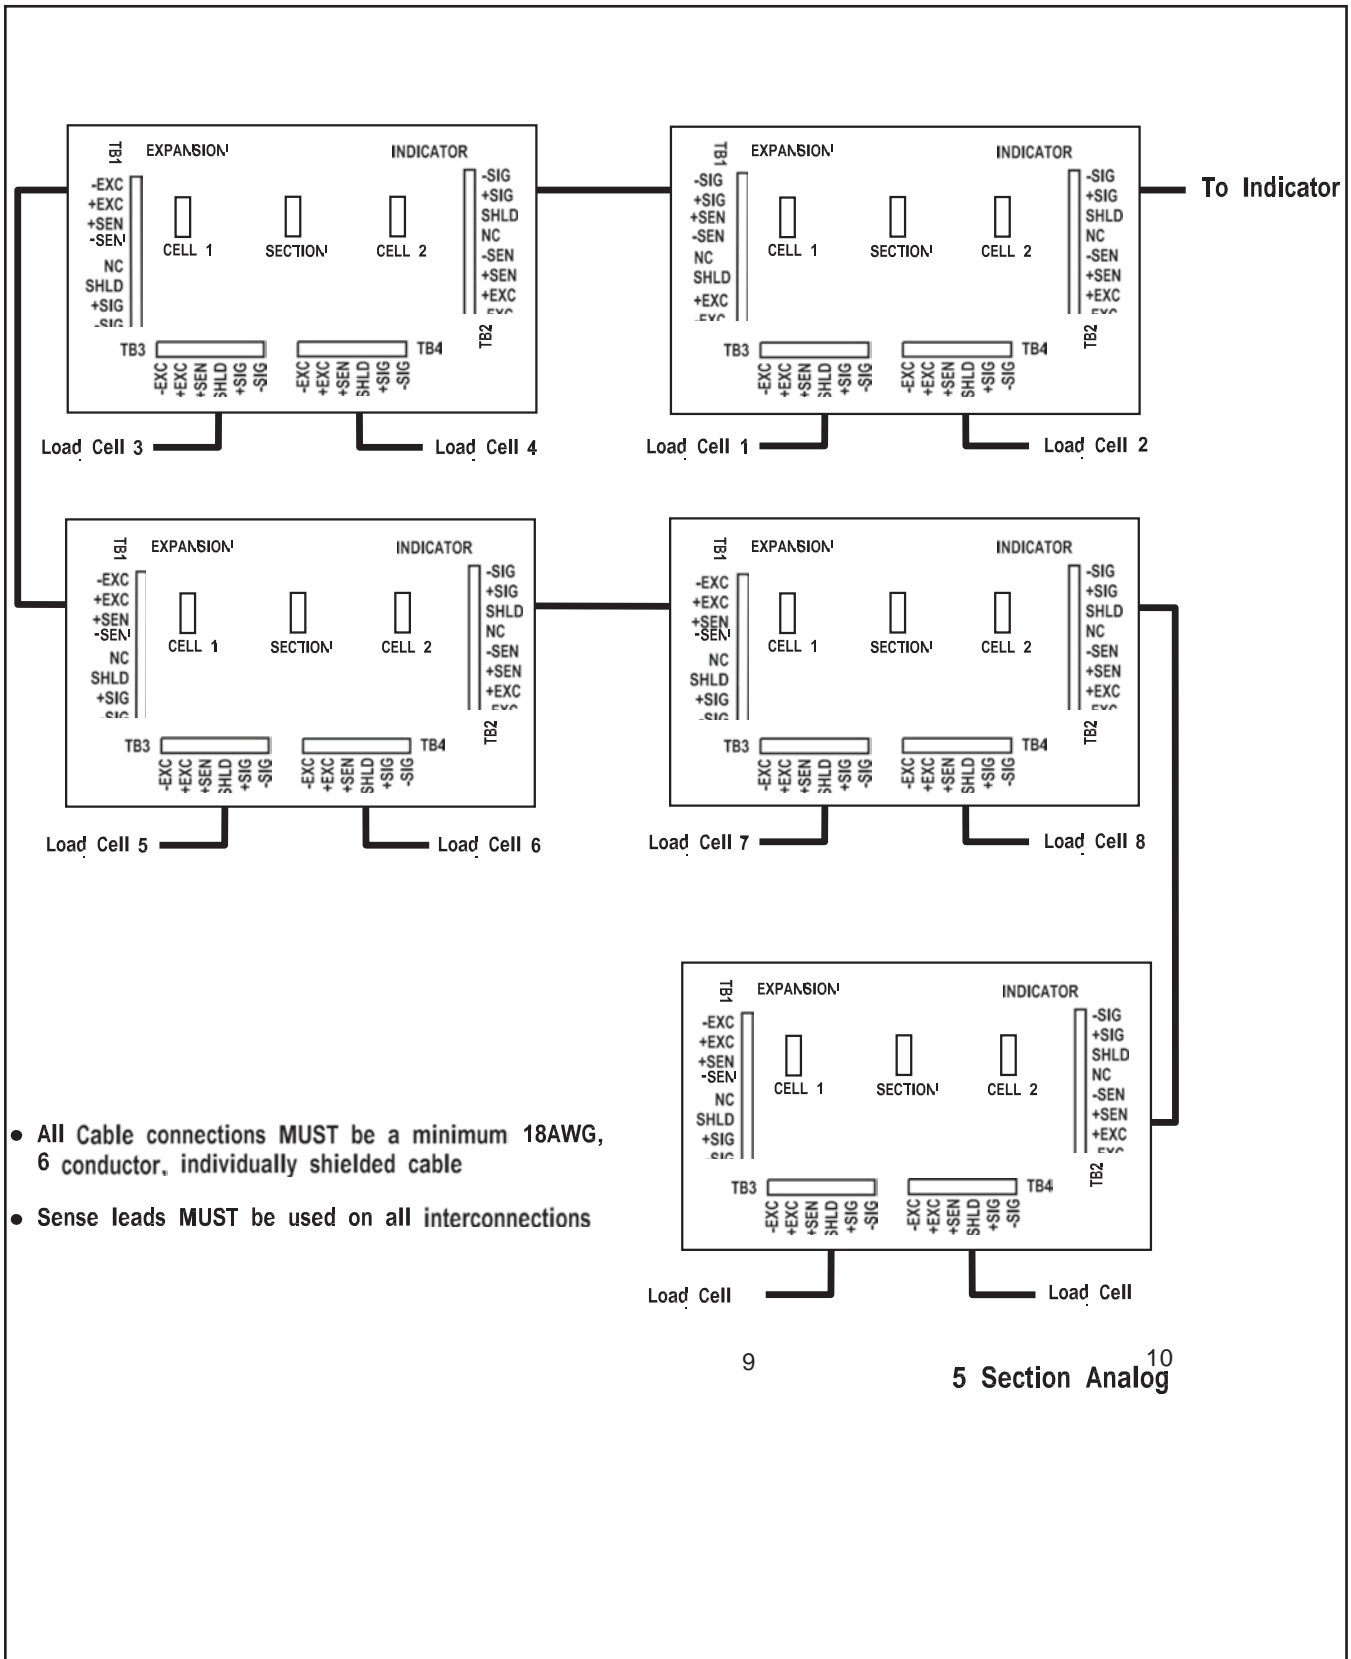 TB1 EXPANSION INDICATOR
-EXC
+EXC
+SEN
-SEN
NC
SHLD
+SIG
-SIG
CELL 1 SECTION CELL 2
-SIG
+SIG
SHLD
NC
-SEN
+SEN
+EXC
-EXC
TB2
TB3 TB4
-EXC +EXC +SEN SHLD +SIG -SIG
-EXC +EXC +SEN SHLD +SIG -SIG
Load Cell 3 Load Cell 4
TB1 EXPANSION INDICATOR
-SIG
+SIG
+SEN
-SEN
NC
SHLD
+EXC
-EXC
CELL 1 SECTION CELL 2
-SIG
+SIG
SHLD
NC
-SEN
+SEN
+EXC
-EXC
TB2
TB3 TB4
-EXC +EXC +SEN SHLD +SIG -SIG
-EXC +EXC +SEN SHLD +SIG -SIG
To Indicator
Load Cell 1 Load Cell 2
TB1 EXPANSION INDICATOR
-EXC
+EXC
+SEN
-SEN
NC
SHLD
+SIG
-SIG
CELL 1 SECTION CELL 2
-SIG
+SIG
SHLD
NC
-SEN
+SEN
+EXC
-EXC
TB2
TB3 TB4
-EXC +EXC +SEN SHLD +SIG -SIG
-EXC +EXC +SEN SHLD +SIG -SIG
Load Cell 5 Load Cell 6
TB1 EXPANSION INDICATOR
-EXC
+EXC
+SEN
-SEN
NC
SHLD
+SIG
-SIG
CELL 1 SECTION CELL 2
-SIG
+SIG
SHLD
NC
-SEN
+SEN
+EXC
-EXC
TB2
TB3 TB4
-EXC +EXC +SEN SHLD +SIG -SIG
-EXC +EXC +SEN SHLD +SIG -SIG
Load Cell 7 Load Cell 8
TB1 EXPANSION INDICATOR
-EXC
+EXC
+SEN
-SEN
NC
SHLD
+SIG
-SIG
CELL 1 SECTION CELL 2
-SIG
+SIG
SHLD
NC
-SEN
+SEN
+EXC
-EXC
TB2
TB3 TB4
-EXC +EXC +SEN SHLD +SIG -SIG
-EXC +EXC +SEN SHLD +SIG -SIG
Load Cell Load Cell
9 10
• All Cable connections MUST be a minimum 18AWG,
6 conductor, individually shielded cable
• Sense leads MUST be used on all interconnections
5 Section Analog